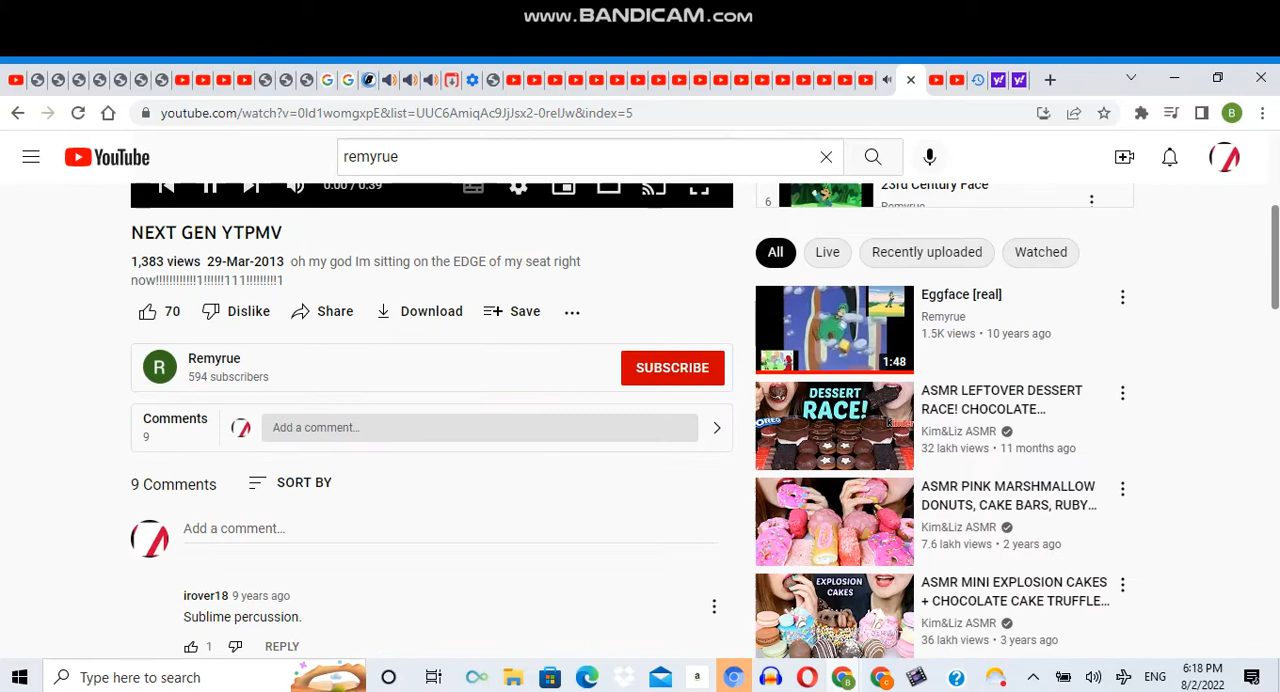 www.BANDICAM.com
youtube.com/watch?v=0Id1womgxpE&list=UUC6AmiqAc9JjJsx2-0relJw&index=5
B
YouTube
remyrue
0:00 / 0:39
23rd Century Face
6
Remyrue
NEXT GEN YTPMV
1,383 views 29-Mar-2013 oh my god Im sitting on the EDGE of my seat right
now!!!!!!!!!!!!1!!!!!!111!!!!!!!!!1
70 Dislike Share Download Save
R
Remyrue
594 subscribers
SUBSCRIBE
Comments
9
Add a comment...
9 Comments SORT BY
Add a comment...
irover18 9 years ago
Sublime percussion.
1 REPLY
All Live Recently uploaded Watched
1:48
Eggface [real]
Remyrue
1.5K views • 10 years ago
DESSERT
RACE!
OREO
ASMR LEFTOVER DESSERT
RACE! CHOCOLATE...
Kim&Liz ASMR
32 lakh views • 11 months ago
ASMR PINK MARSHMALLOW
DONUTS, CAKE BARS, RUBY...
Kim&Liz ASMR
7.6 lakh views • 2 years ago
EXPLOSION
CAKES
ASMR MINI EXPLOSION CAKES
+ CHOCOLATE CAKE TRUFFLE...
Kim&Liz ASMR
36 lakh views • 3 years ago
Type here to search
a
B
C
ENG
6:18 PM
8/2/2022